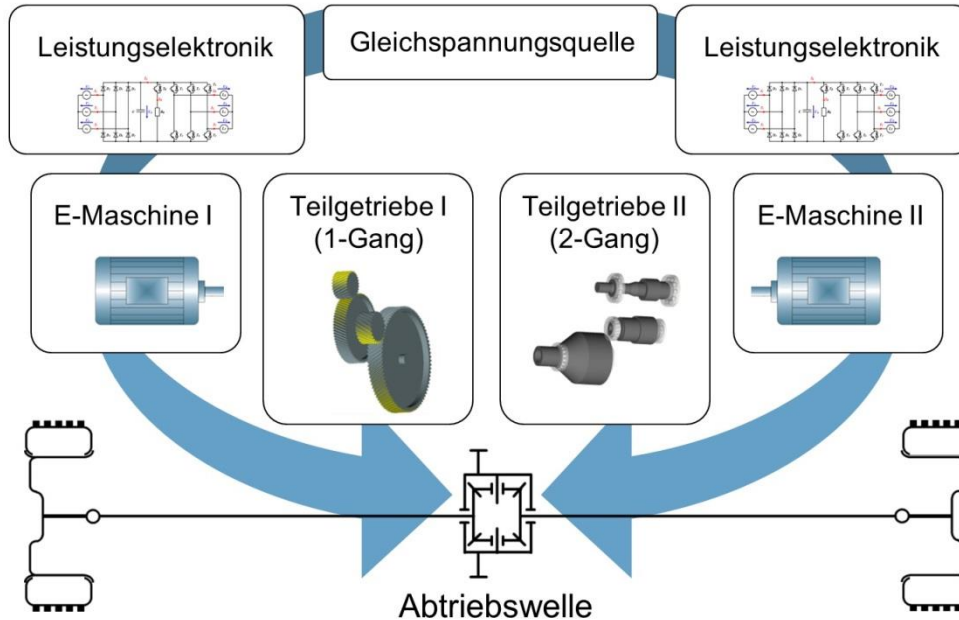 Leistungselektronik
Gleichspannungsquelle
Leistungselektronik
E-Maschine I
Teilgetriebe I
(1-Gang)
Teilgetriebe II
(2-Gang)
E-Maschine II
Abtriebswelle